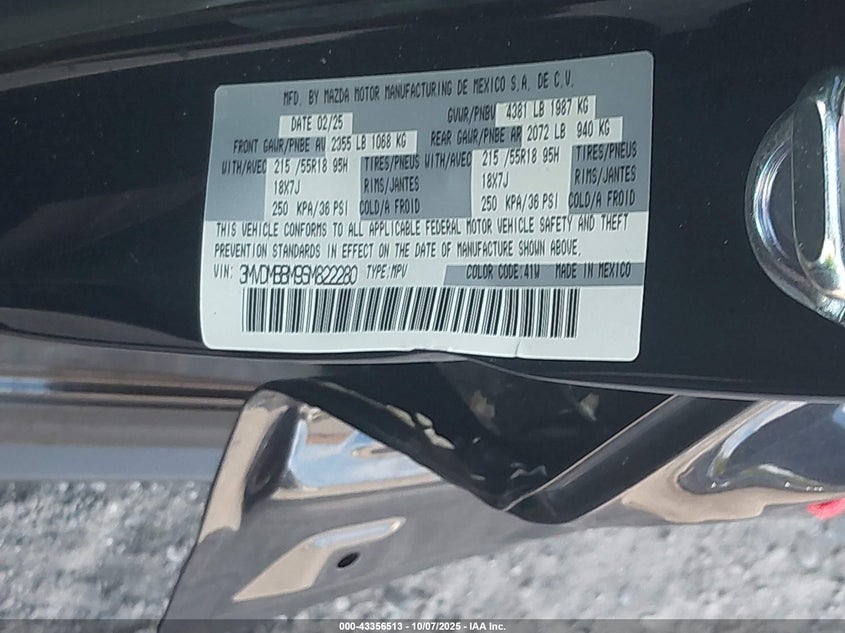 MFD. BY MAZDA MOTOR MANUFACTURING DE MEXICO S.A. DE C.V.
DATE 02/25 GVWR/PNBV 4381 LB 1987 KG
FRONT GAWR/PNBE AV 2355 LB 1068 KG REAR GAWR/PNBE AR 2072 LB 940 KG
WITH/AVEC 215 /55R18 95H TIRES/PNEUS WITH/AVEC 215 /55R18 95H TIRES/PNEUS
18X7J RIMS/JANTES 18X7J RIMS/JANTES
250 KPA/36 PSI COLD/A FROID 250 KPA/36 PSI COLD/A FROID
THIS VEHICLE CONFORMS TO ALL APPLICABLE FEDERAL MOTOR VEHICLE SAFETY AND THEFT
PREVENTION STANDARDS IN EFFECT ON THE DATE OF MANUFACTURE SHOWN ABOVE.
VIN: 3MVDMBBM9SM822280 TYPE:MPV COLOR CODE:41W MADE IN MEXICO
000-43356513 - 10/07/2025 - IAA Inc.